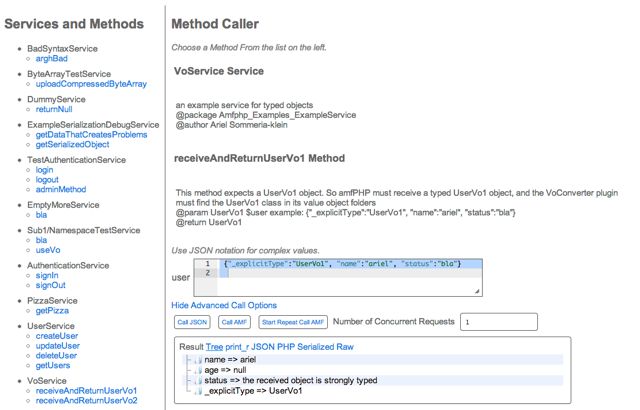 Services and Methods
BadSyntaxService
arghBad
ByteArrayTestService
uploadCompressedByteArray
DummyService
returnNull
ExampleSerializationDebugService
getDataThatCreatesProblems
getSerializedObject
TestAuthenticationService
login
logout
adminMethod
EmptyMoreService
bla
Sub1/NamespaceTestService
bla
useVo
AuthenticationService
signIn
signOut
PizzaService
getPizza
UserService
createUser
updateUser
deleteUser
getUsers
VoService
receiveAndReturnUserVo1
receiveAndReturnUserVo2
Method Caller
Choose a Method From the list on the left.
VoService Service
an example service for typed objects
@package Amfphp_Examples_ExampleService
@author Ariel Sommeria-klein
receiveAndReturnUserVo1 Method
This method expects a UserVo1 object. So amfPHP must receive a typed UserVo1 object, and the VoConverter plugin
must find the UserVo1 class in its value object folders
@param UserVo1 $user example: {"_explicitType":"UserVo1", "name":"ariel", "status":"bla"}
@return UserVo1
Use JSON notation for complex values.
user
1 {"_explicitType":"UserVo1", "name":"ariel", "status":"bla"}
2
Hide Advanced Call Options
Call JSON Call AMF Start Repeat Call AMF Number of Concurrent Requests 1
Result Tree print_r JSON PHP Serialized Raw
name => ariel
age => null
status => the received object is strongly typed
_explicitType => UserVo1